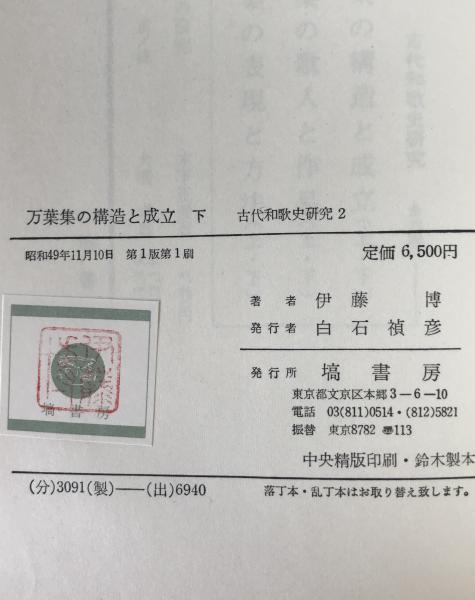 万葉集の構造と成立 下 古代和歌史研究 2
昭和49年11月10日 第1版第1刷 定価 6,500円
著者 伊藤 博
発行者 白石禎彦
発行所 塙書房
東京都文京区本郷3―6―10
電話 03(811)0514・(812)5821
振替 東京8782 〠113
中央精版印刷・鈴木製本
塙書房
(分)3091(製)――(出)6940 落丁本・乱丁本はお取り替え致します。